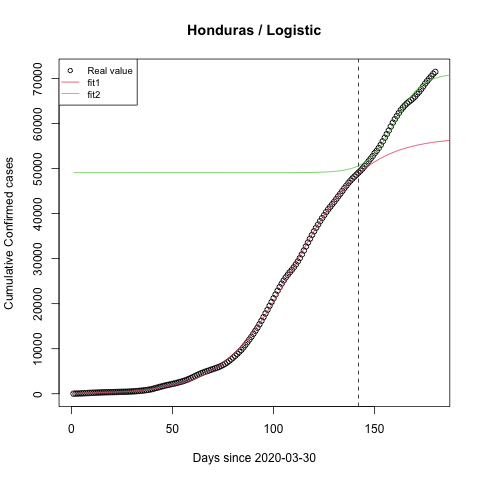 Honduras / Logistic
Real value
fit1
fit2
Cumulative Confirmed cases
70000
60000
50000
40000
30000
20000
10000
0
0 50 100 150
Days since 2020-03-30